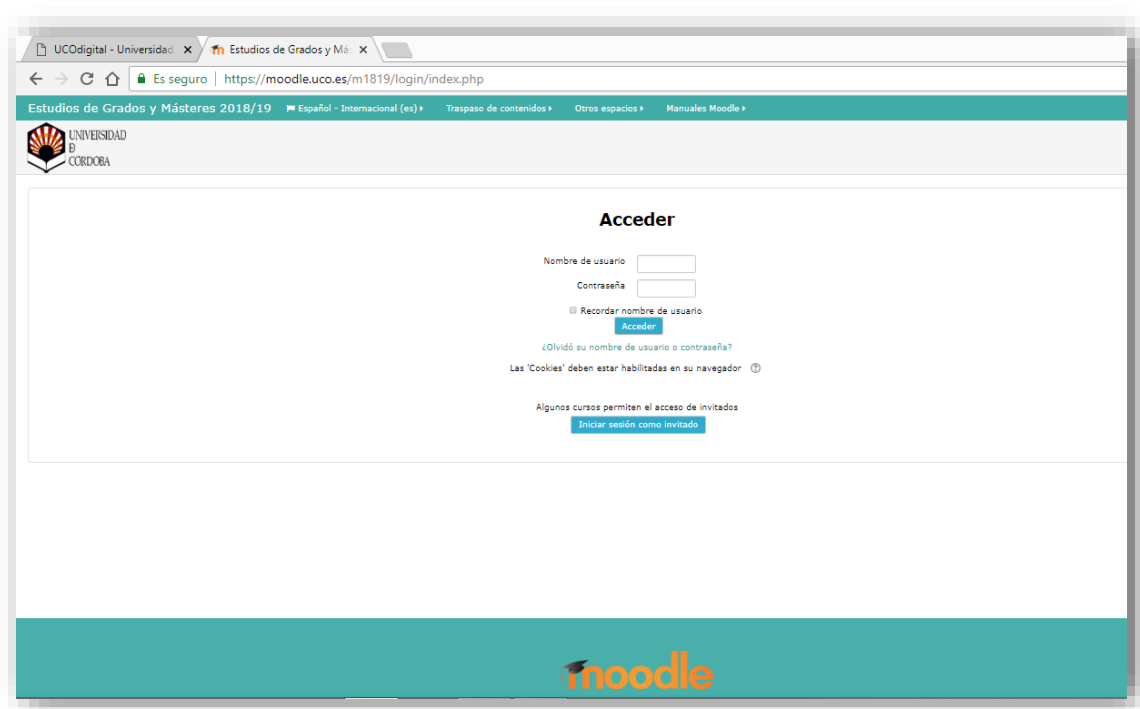 UCOdigital - Universidad
Estudios de Grados y Más
Es seguro | https://moodle.uco.es/m1819/login/index.php
Estudios de Grados y Másteres 2018/19 Español - Internacional (es) Traspaso de contenidos Otros espacios Manuales Moodle
UNIVERSIDAD
Đ
CORDOBA
Acceder
Nombre de usuario
Contraseña
Recordar nombre de usuario
Acceder
¿Olvidó su nombre de usuario o contraseña?
Las 'Cookies' deben estar habilitadas en su navegador ?
Algunos cursos permiten el acceso de invitados
Iniciar sesión como invitado
moodle